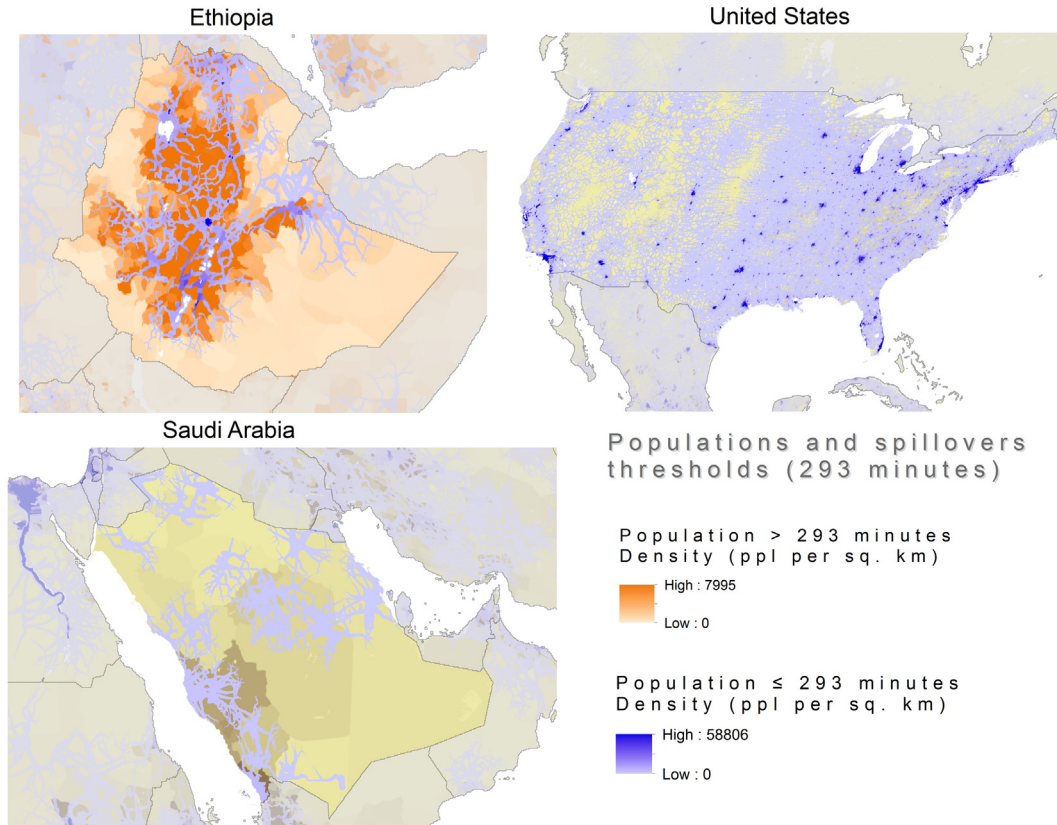 Ethiopia
United States
Saudi Arabia
Populations and spillovers
thresholds (293 minutes)
Population > 293 minutes
Density (ppl per sq. km)
High : 7995
Low : 0
Population ≤ 293 minutes
Density (ppl per sq. km)
High : 58806
Low : 0